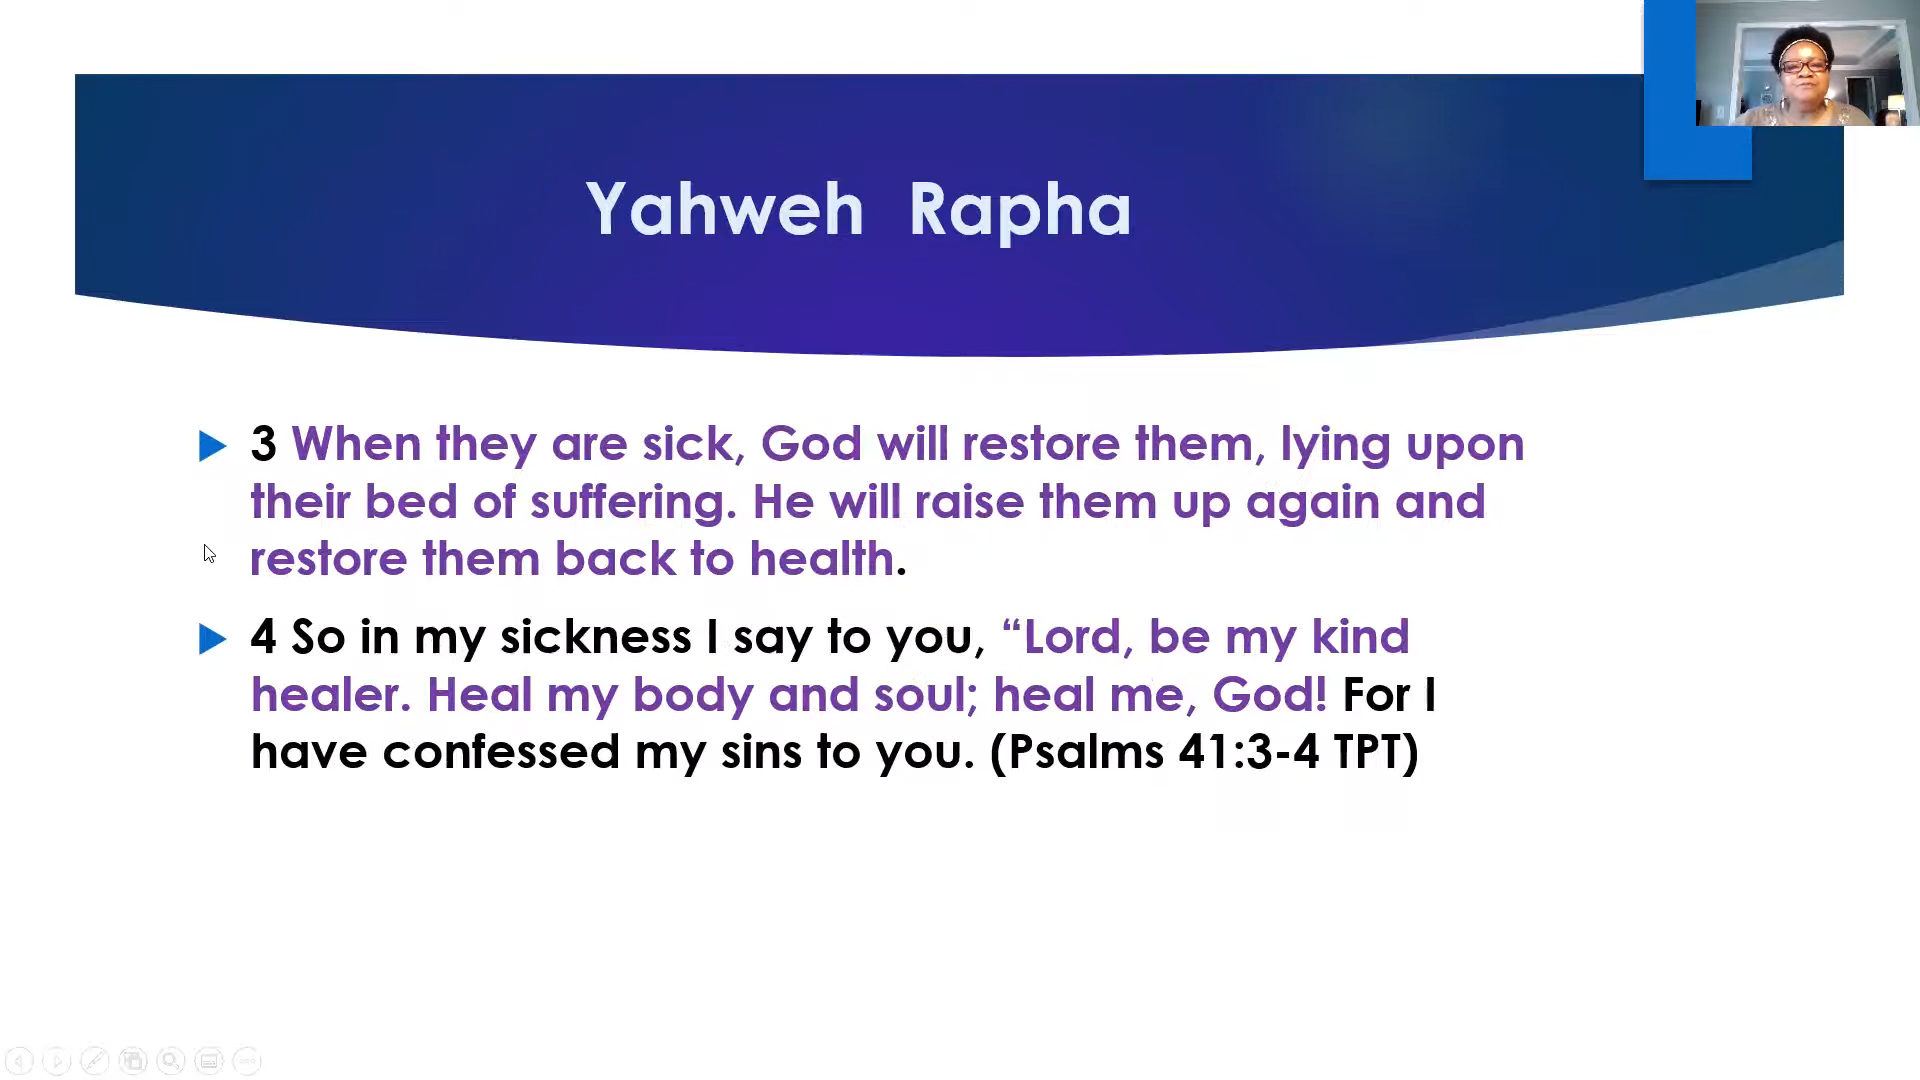 Yahweh Rapha
3 When they are sick, God will restore them, lying upon
their bed of suffering. He will raise them up again and
restore them back to health.
4 So in my sickness I say to you, “Lord, be my kind
healer. Heal my body and soul; heal me, God! For I
have confessed my sins to you. (Psalms 41:3-4 TPT)